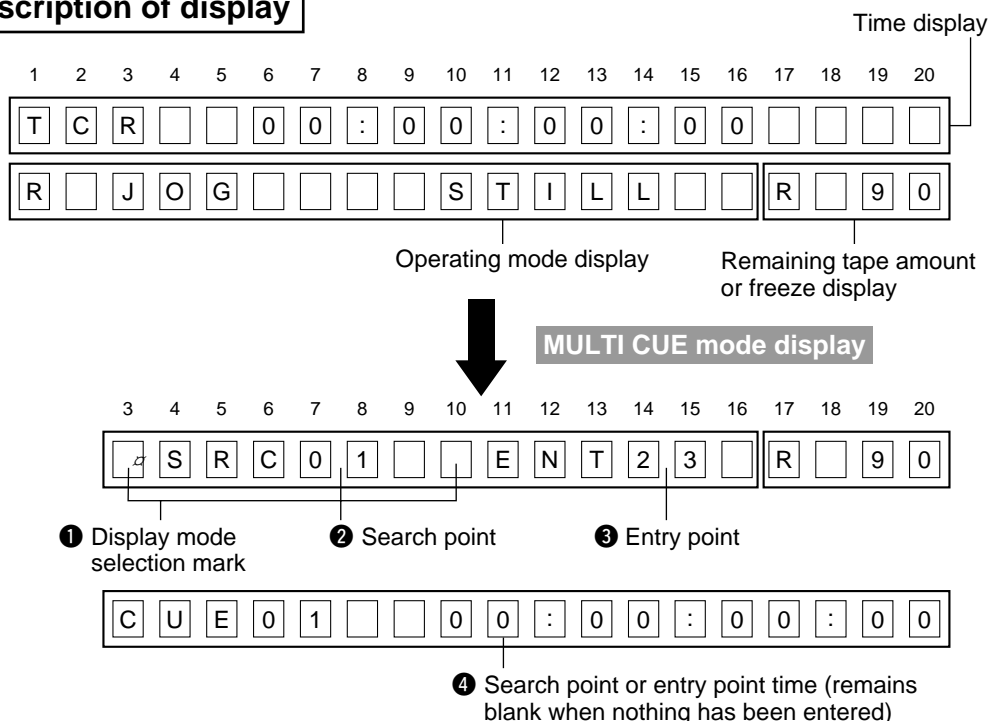 scription of display
Time display
1 2 3 4 5 6 7 8 9 10 11 12 13 14 15 16 17 18 19 20
T C R 0 0 : 0 0 : 0 0 : 0 0
R J O G S T I L L R 9 0
Operating mode display
Remaining tape amount
or freeze display
MULTI CUE mode display
3 4 5 6 7 8 9 10 11 12 13 14 15 16 17 18 19 20
¤ S R C 0 1 E N T 2 3 R 9 0
❶ Display mode
selection mark
❷ Search point
❸ Entry point
C U E 0 1 0 0 : 0 0 : 0 0 : 0 0
❹ Search point or entry point time (remains
blank when nothing has been entered)